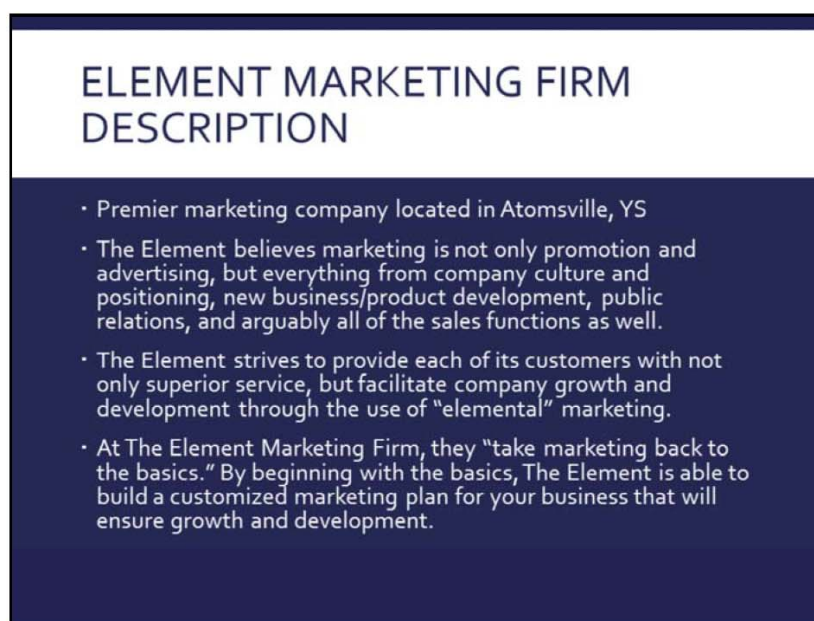 ELEMENT MARKETING FIRM
DESCRIPTION
▪ Premier marketing company located in Atomsville, YS
▪ The Element believes marketing is not only promotion and
advertising, but everything from company culture and
positioning, new business/product development, public
relations, and arguably all of the sales functions as well.
▪ The Element strives to provide each of its customers with not
only superior service, but facilitate company growth and
development through the use of “elemental” marketing.
▪ At The Element Marketing Firm, they “take marketing back to
the basics.” By beginning with the basics, The Element is able to
build a customized marketing plan for your business that will
ensure growth and development.